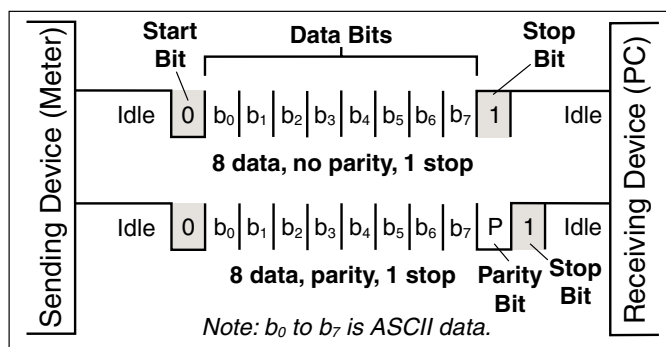 Sending Device (Meter)
Start
Bit
Data Bits
Stop
Bit
Idle 0 b0 b1 b2 b3 b4 b5 b6 b7 1 Idle
8 data, no parity, 1 stop
Idle 0 b0 b1 b2 b3 b4 b5 b6 b7 P 1 Idle
8 data, parity, 1 stop
Parity
Bit
Stop
Bit
Note: b0 to b7 is ASCII data.
Receiving Device (PC)